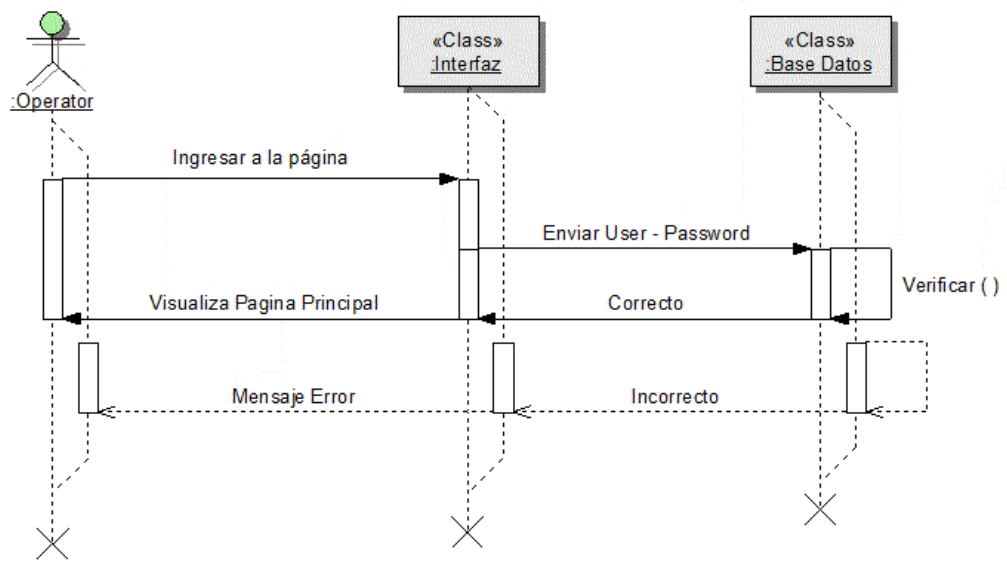 «Class»
:Interfaz
«Class»
:Base Datos
:Operator
Ingresar a la página
Enviar User - Password
Verificar ( )
Visualiza Pagina Principal
Correcto
Mensaje Error
Incorrecto